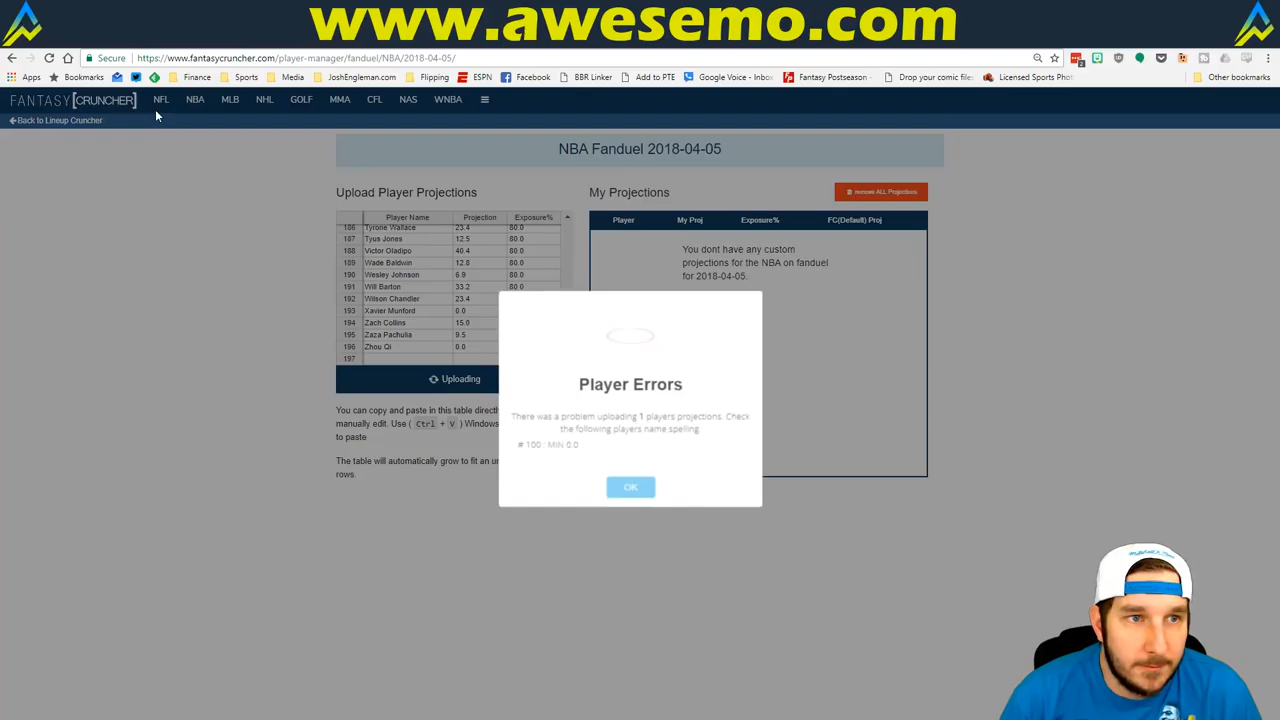 www.awesemo.com
Secure https://www.fantasycruncher.com/player-manager/fanduel/NBA/2018-04-05/
Apps Bookmarks Finance Sports Media JoshEngleman.com Flipping ESPN Facebook BBR Linker Add to PTE Google Voice - Inbox Fantasy Postseason Drop your comic files Licensed Sports Pho Other bookmarks
FANTASY[CRUNCHER] NFL NBA MLB NHL GOLF MMA CFL NAS WNBA
Back to Lineup Cruncher
NBA Fanduel 2018-04-05
Upload Player Projections
My Projections
remove ALL Projections
Player Name Projection Exposure%
186 Tyrone Wallace 23.4 80.0
187 Tyus Jones 12.5 80.0
188 Victor Oladipo 40.4 80.0
189 Wade Baldwin 12.8 80.0
190 Wesley Johnson 6.9 80.0
191 Will Barton 33.2 80.0
192 Wilson Chandler 23.4
193 Xavier Munford 0.0
194 Zach Collins 15.0
195 Zaza Pachulia 9.5
196 Zhou Qi 0.0
197
Uploading
You can copy and paste in this table direct
manually edit. Use ( Ctrl + V ) Windows
to paste
The table will automatically grow to fit an u
rows.
Player My Proj Exposure% FC(Default) Proj
You dont have any custom
projections for the NBA on fanduel
for 2018-04-05.
Player Errors
There was a problem uploading 1 players projections. Check
the following players name spelling
# 100 : MIN 0.0
OK